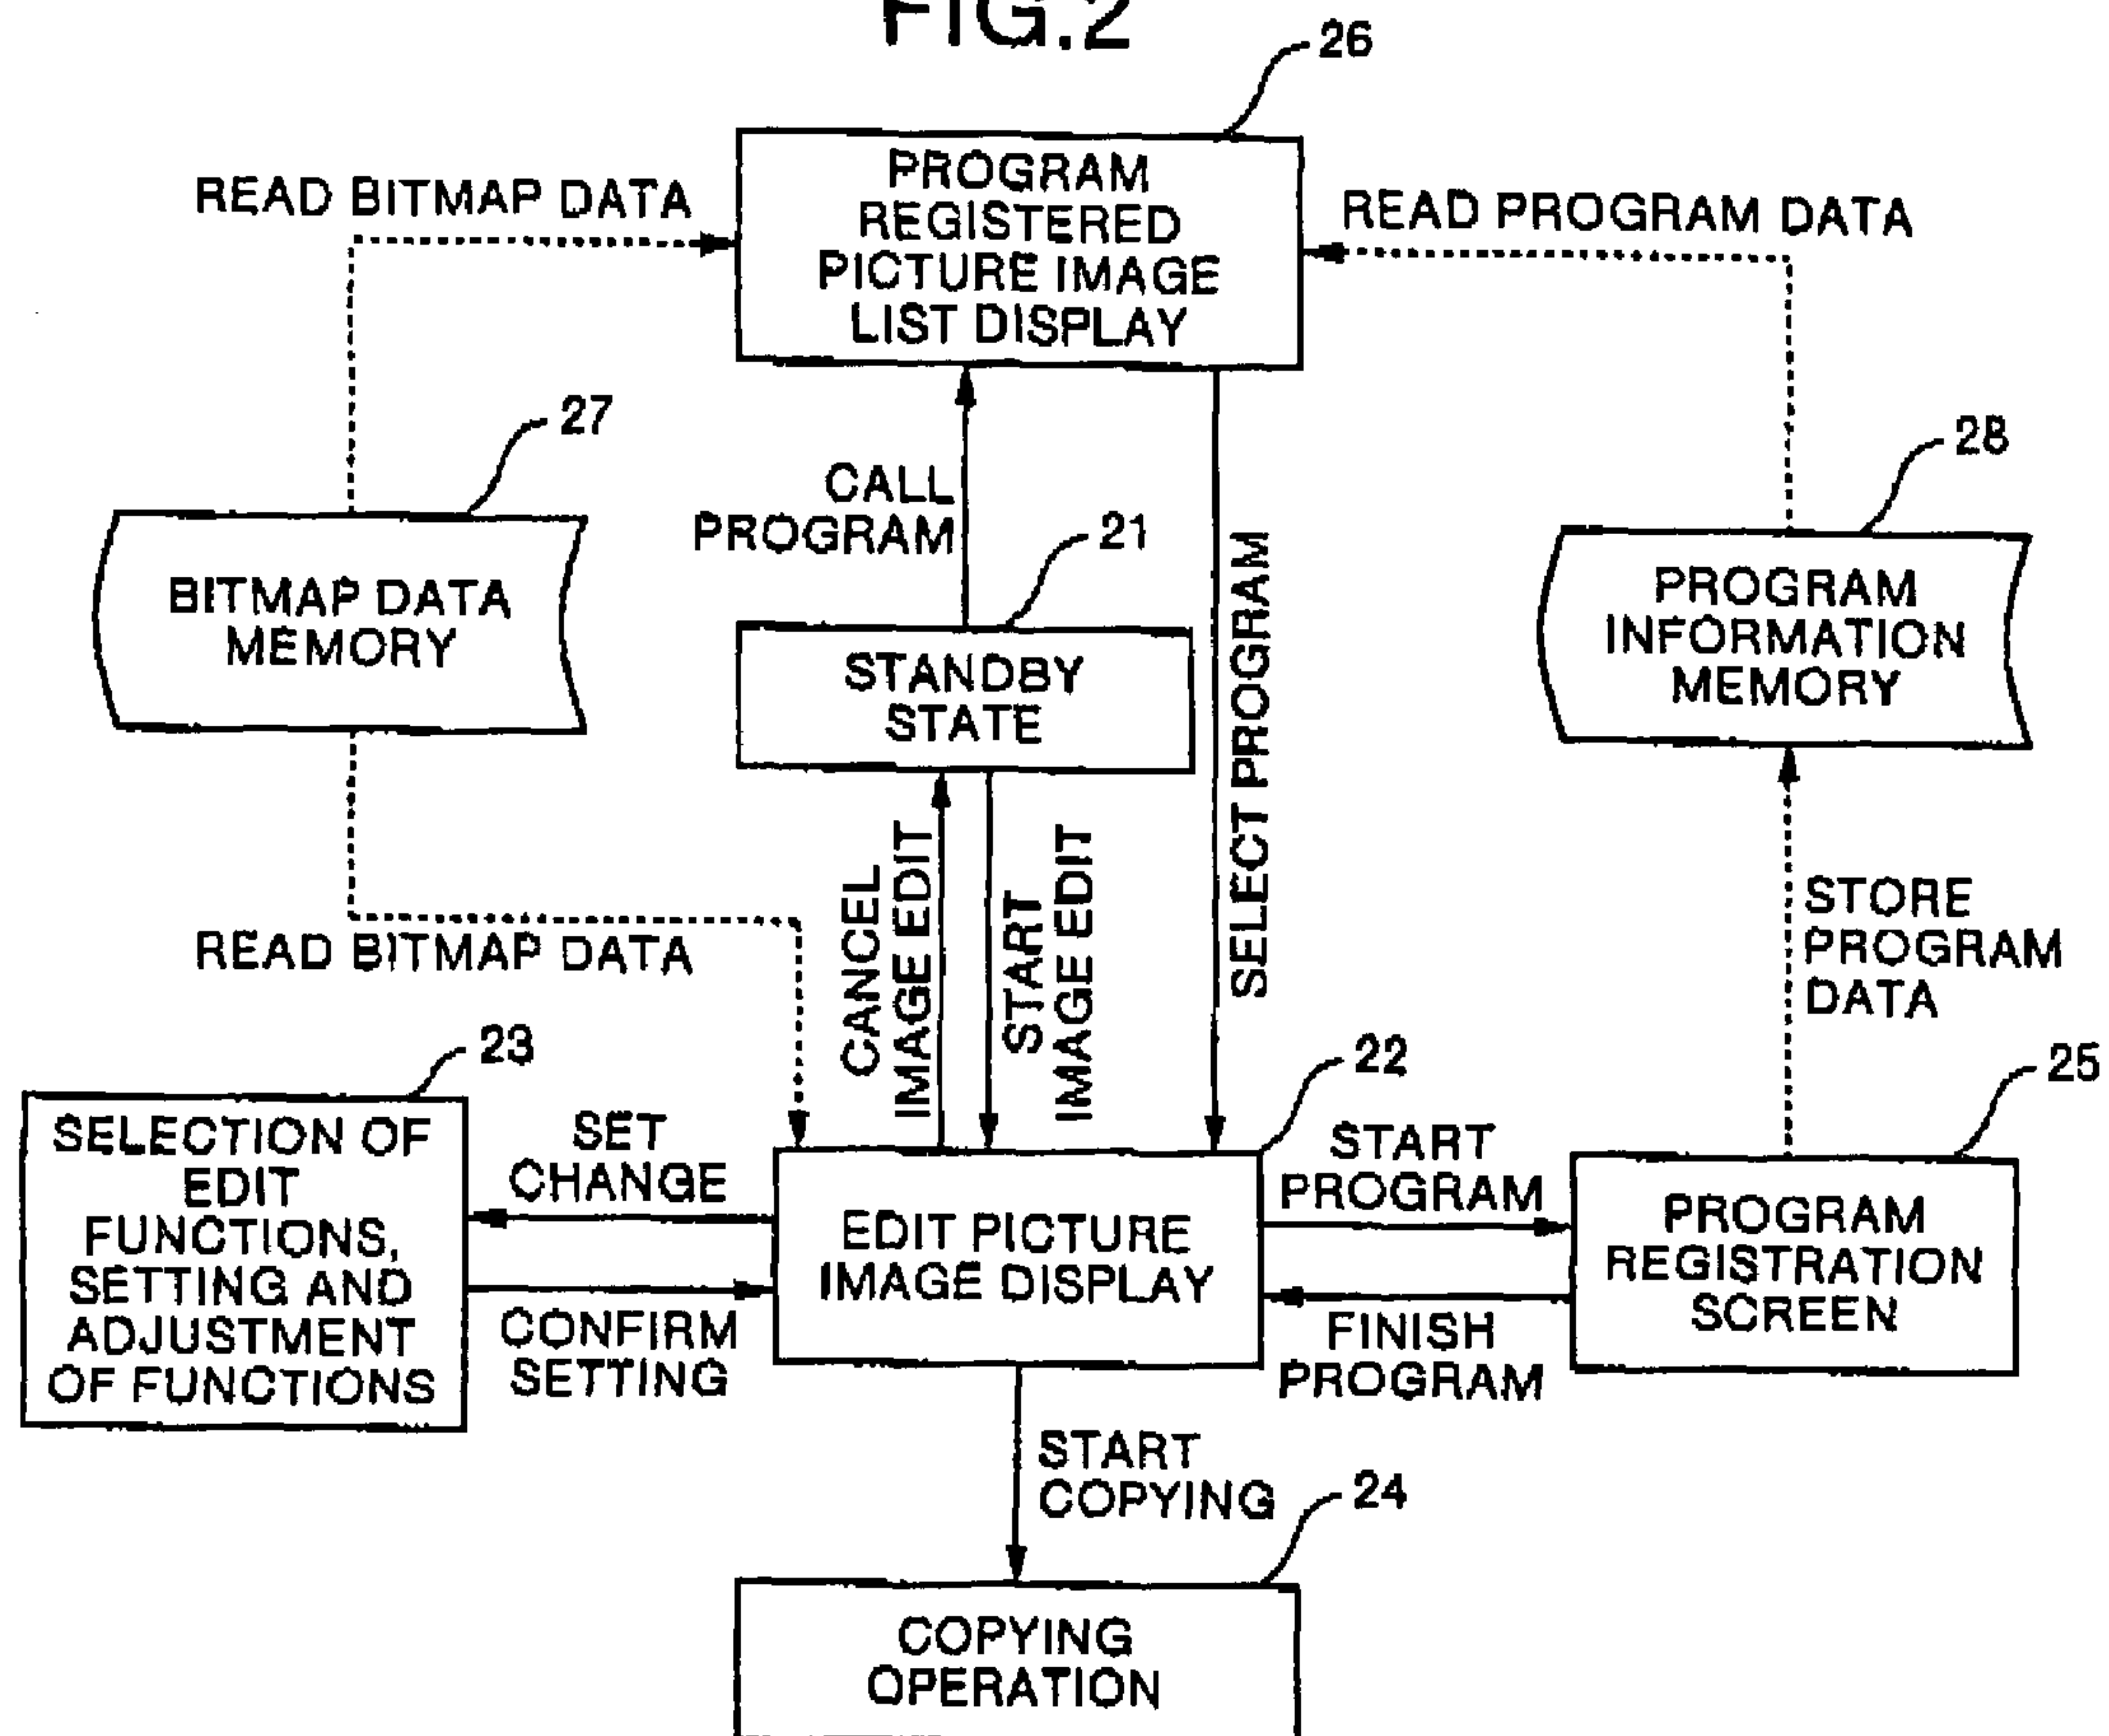 FIG.2
26
PROGRAM
REGISTERED
PICTURE IMAGE
LIST DISPLAY
READ BITMAP DATA
READ PROGRAM DATA
27
28
CALL
PROGRAM
21
BITMAP DATA
MEMORY
STANDBY
STATE
SELECT PROGRAM
PROGRAM
INFORMATION
MEMORY
CANCEL
IMAGE EDIT
START
IMAGE EDIT
STORE
PROGRAM
DATA
READ BITMAP DATA
23
22
25
SELECTION OF
EDIT
FUNCTIONS,
SETTING AND
ADJUSTMENT
OF FUNCTIONS
SET
CHANGE
CONFIRM
SETTING
EDIT PICTURE
IMAGE DISPLAY
START
PROGRAM
FINISH
PROGRAM
PROGRAM
REGISTRATION
SCREEN
START
COPYING
24
COPYING
OPERATION